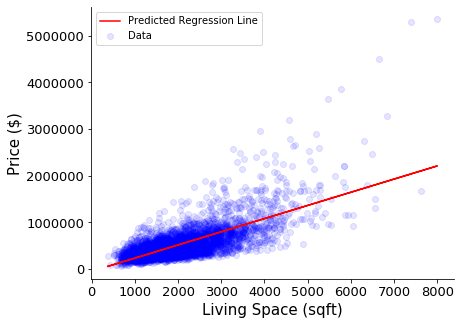 Predicted Regression Line
Data
Price ($)
5000000
4000000
3000000
2000000
1000000
0
0 1000 2000 3000 4000 5000 6000 7000 8000
Living Space (sqft)